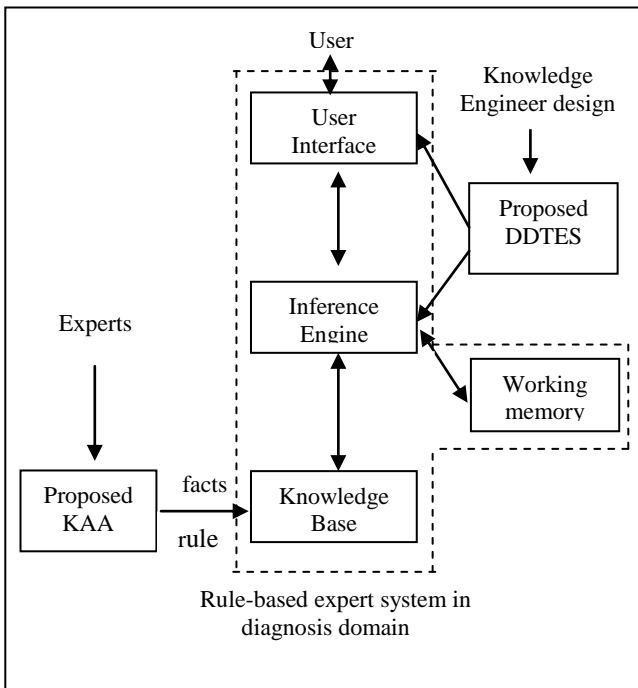 User
Knowledge
Engineer design
User
Interface
Proposed
DDTES
Inference
Engine
Experts
Working
memory
Proposed
KAA
facts
rule
Knowledge
Base
Rule-based expert system in
diagnosis domain